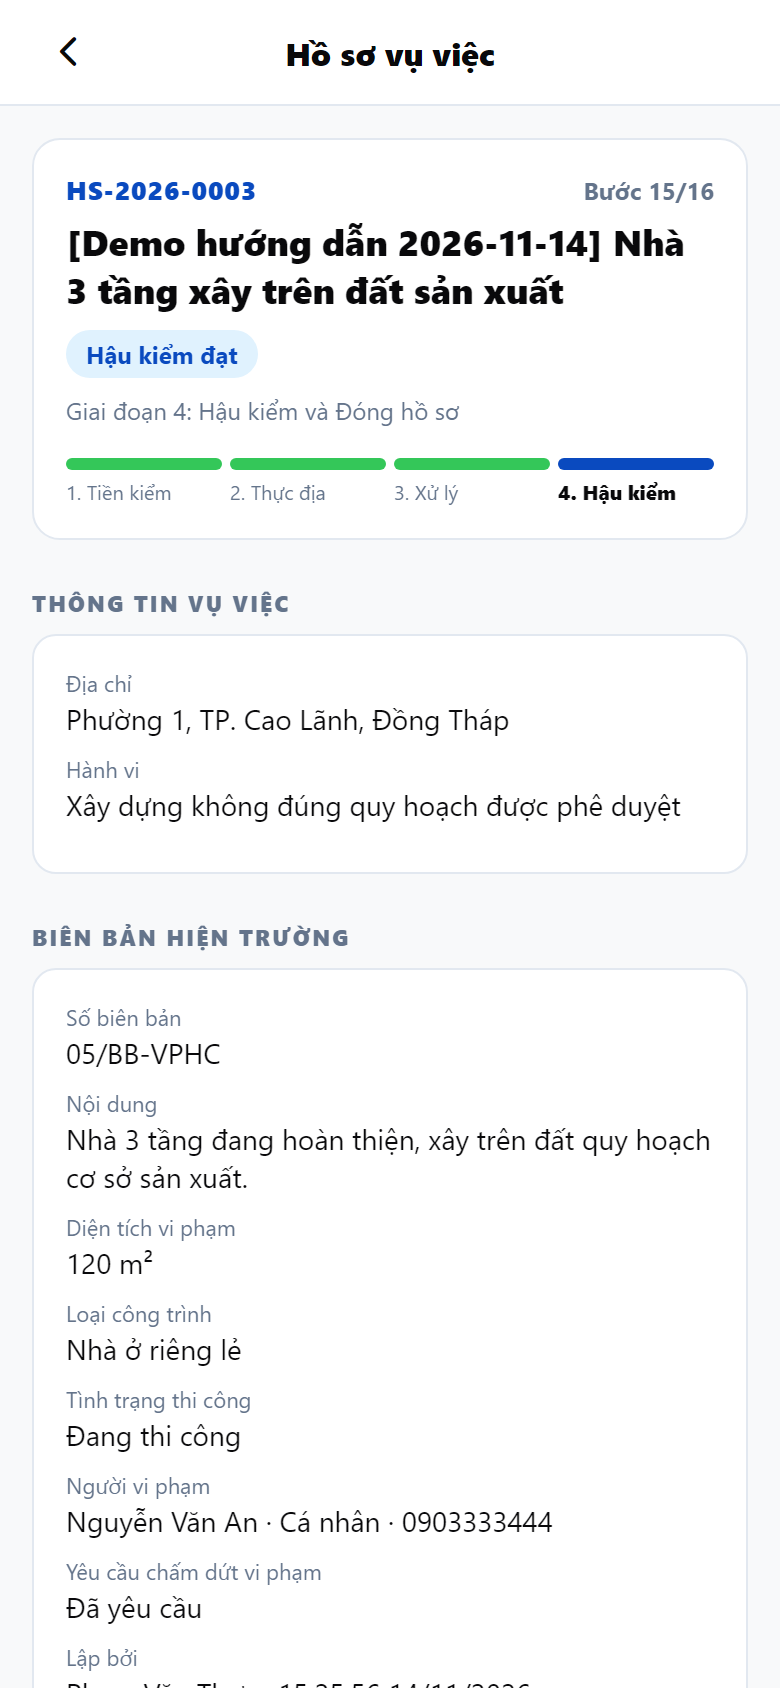 Hồ sơ vụ việc
HS-2026-0003
Bước 15/16
[Demo hướng dẫn 2026-11-14] Nhà
3 tầng xây trên đất sản xuất
Hậu kiểm đạt
Giai đoạn 4: Hậu kiểm và Đóng hồ sơ
1. Tiền kiểm
2. Thực địa
3. Xử lý
4. Hậu kiểm
THÔNG TIN VỤ VIỆC
Địa chỉ
Phường 1, TP. Cao Lãnh, Đồng Tháp
Hành vi
Xây dựng không đúng quy hoạch được phê duyệt
BIÊN BẢN HIỆN TRƯỜNG
Số biên bản
05/BB-VPHC
Nội dung
Nhà 3 tầng đang hoàn thiện, xây trên đất quy hoạch
cơ sở sản xuất.
Diện tích vi phạm
120 m²
Loại công trình
Nhà ở riêng lẻ
Tình trạng thi công
Đang thi công
Người vi phạm
Nguyễn Văn An · Cá nhân · 0903333444
Yêu cầu chấm dứt vi phạm
Đã yêu cầu
Lập bởi